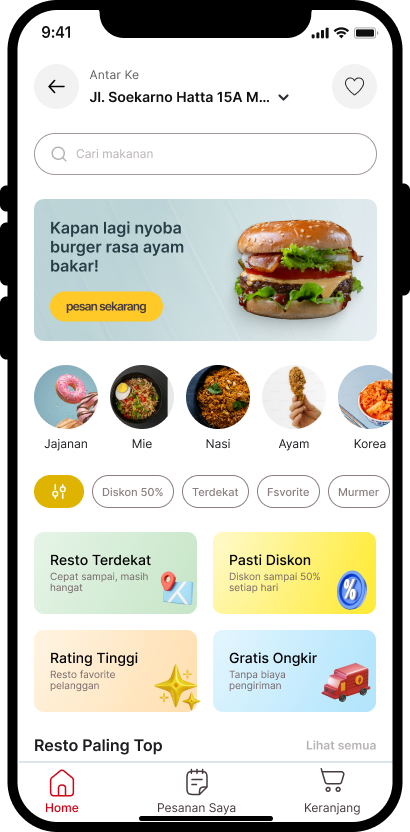 9:41
Antar Ke
Jl. Soekarno Hatta 15A M...
Cari makanan
Kapan lagi nyoba
burger rasa ayam
bakar!
pesan sekarang
Jajanan
Mie
Nasi
Ayam
Korea
Diskon 50%
Terdekat
Fsvorite
Murmer
Resto Terdekat
Cepat sampai, masih
hangat
Pasti Diskon
Diskon sampai 50%
setiap hari
%
Rating Tinggi
Resto favorite
pelanggan
Gratis Ongkir
Tanpa biaya
pengiriman
Resto Paling Top
Lihat semua
Home
Pesanan Saya
Keranjang